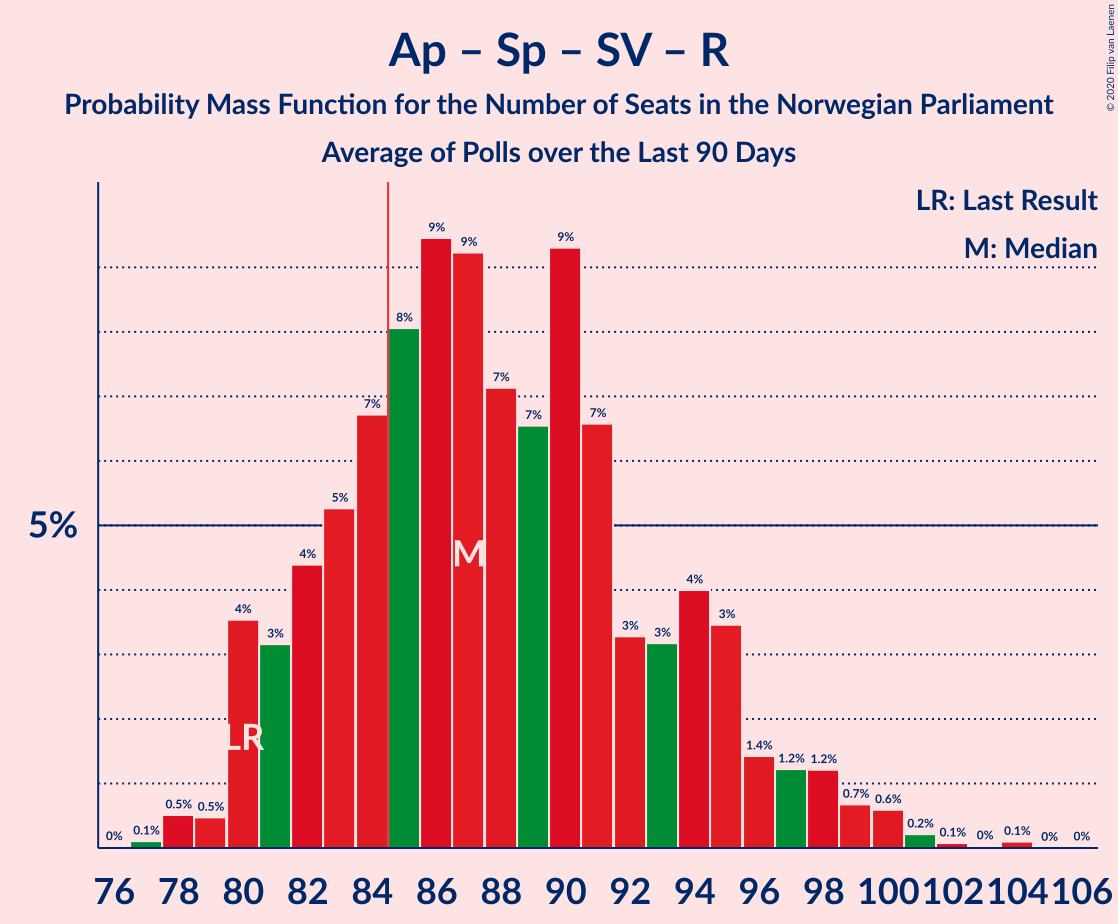 Ap – Sp – SV – R
Probability Mass Function for the Number of Seats in the Norwegian Parliament
Average of Polls over the Last 90 Days
© 2020 Filip van Laenen
LR: Last Result
M: Median
5%
0% 0.1% 0.5% 0.5% 4% 3% 4% 5% 7% 8% 9% 9% 7% 7% 9% 7% 3% 3% 4% 3% 1.4% 1.2% 1.2% 0.7% 0.6% 0.2% 0.1% 0% 0.1% 0% 0%
M
LR
76 78 80 82 84 86 88 90 92 94 96 98 100 102 104 106